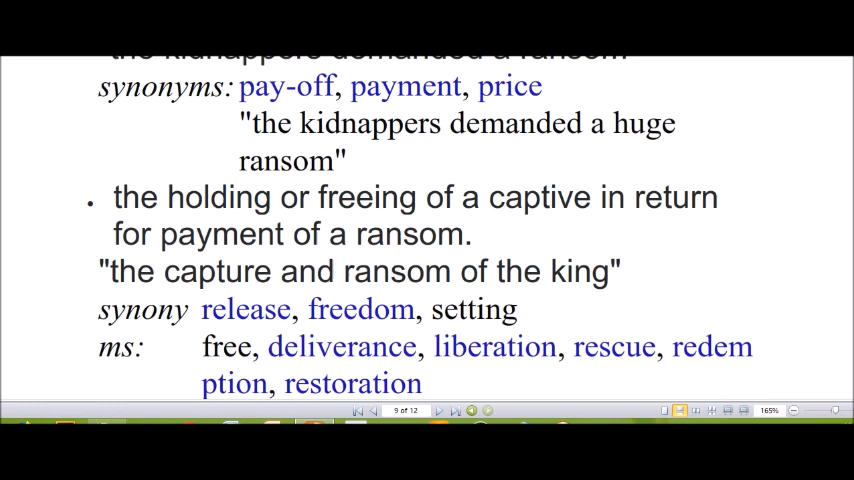 the kidnappers demanded a ransom
synonyms: pay-off, payment, price
"the kidnappers demanded a huge
ransom"
• the holding or freeing of a captive in return
for payment of a ransom.
"the capture and ransom of the king"
synony release, freedom, setting
ms: free, deliverance, liberation, rescue, redem
ption, restoration
9 of 12
165%